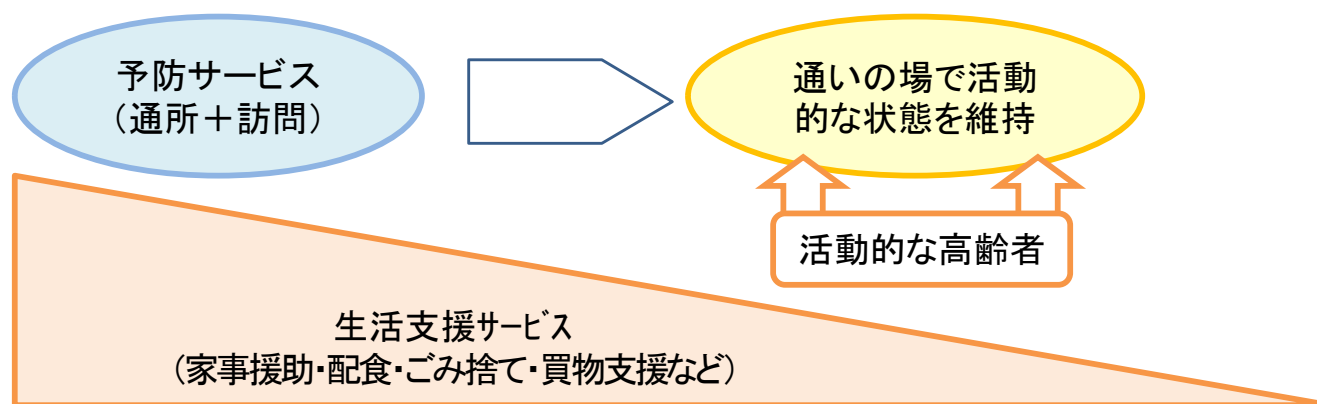 予防サービス
（通所＋訪問）
通いの場で活動
的な状態を維持
活動的な高齢者
生活支援サービス
（家事援助・配食・ごみ捨て・買物支援など）